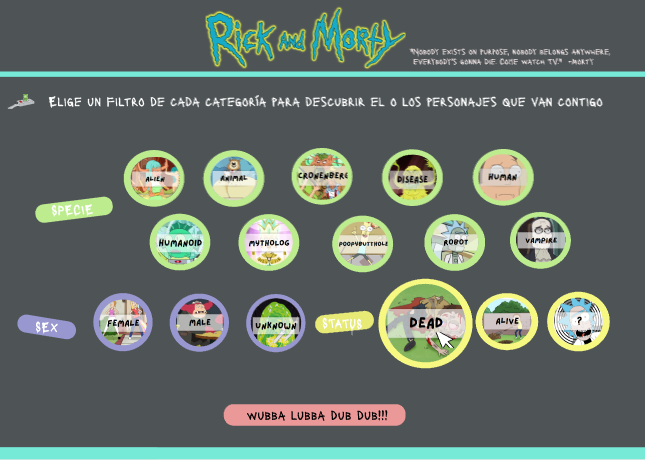 RICK AND MORTY
"NOBODY EXISTS ON PURPOSE, NOBODY BELONGS ANYWHERE,
EVERYBODY'S GONNA DIE. COME WATCH TV." -MORTY
ELIGE UN FILTRO DE CADA CATEGORÍA PARA DESCUBRIR EL O LOS PERSONAJES QUE VAN CONTIGO
ALIEN ANIMAL CRONENBERG DISEASE HUMAN
SPECIE
HUMANOID MYTHOLOG POOPYBUTTHOLE ROBOT VAMPIRE
SEX FEMALE MALE UNKNOWN STATUS DEAD ALIVE ?
WUBBA LUBBA DUB DUB!!!